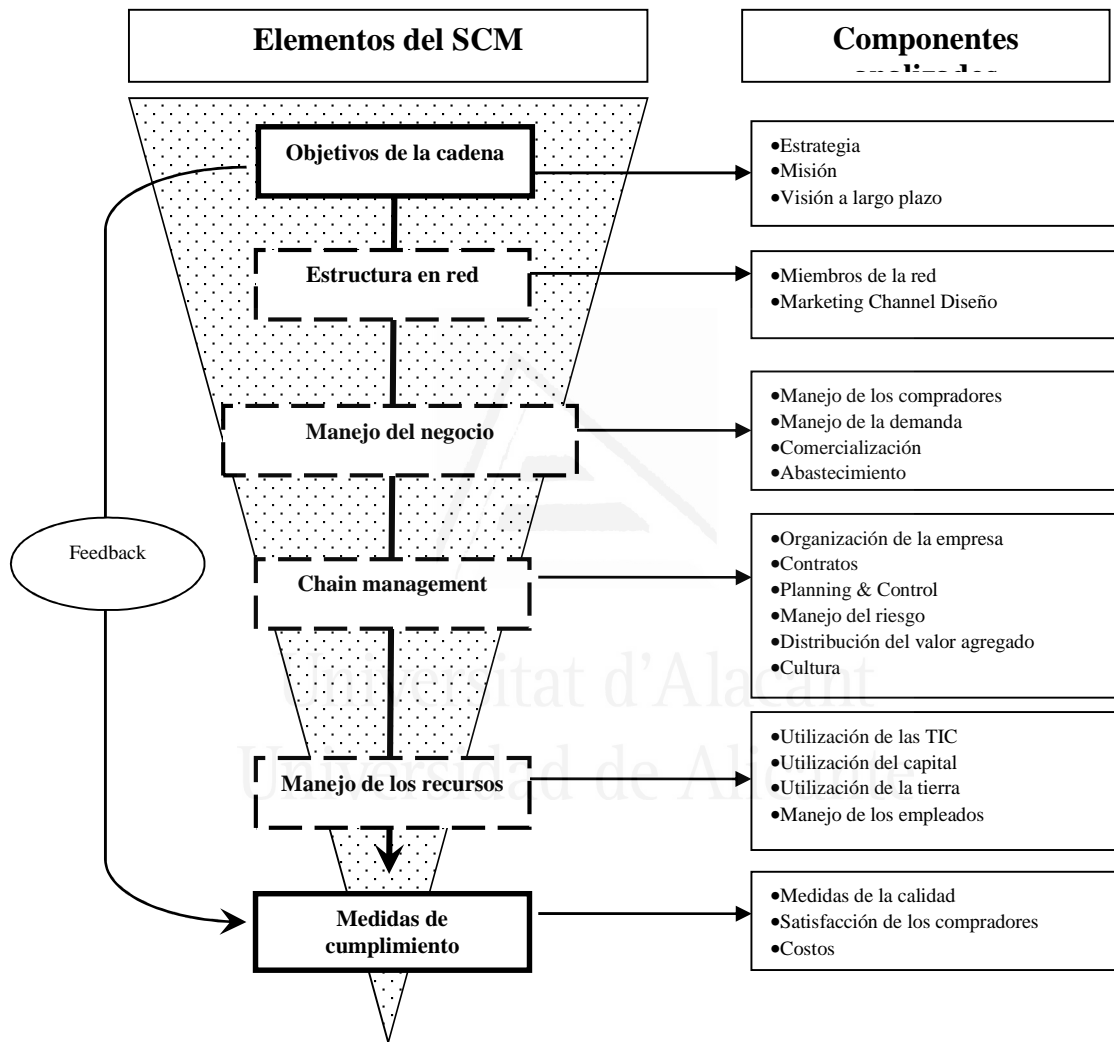 Elementos del SCM
Componentes
analizados
Objetivos de la cadena
•Estrategia
•Misión
•Visión a largo plazo
Estructura en red
•Miembros de la red
•Marketing Channel Diseño
Manejo del negocio
•Manejo de los compradores
•Manejo de la demanda
•Comercialización
•Abastecimiento
Feedback
Chain management
•Organización de la empresa
•Contratos
•Planning & Control
•Manejo del riesgo
•Distribución del valor agregado
•Cultura
Universitat d'Alacant
Universidad de Alicante
Manejo de los recursos
•Utilización de las TIC
•Utilización del capital
•Utilización de la tierra
•Manejo de los empleados
Medidas de
cumplimiento
•Medidas de la calidad
•Satisfacción de los compradores
•Costos